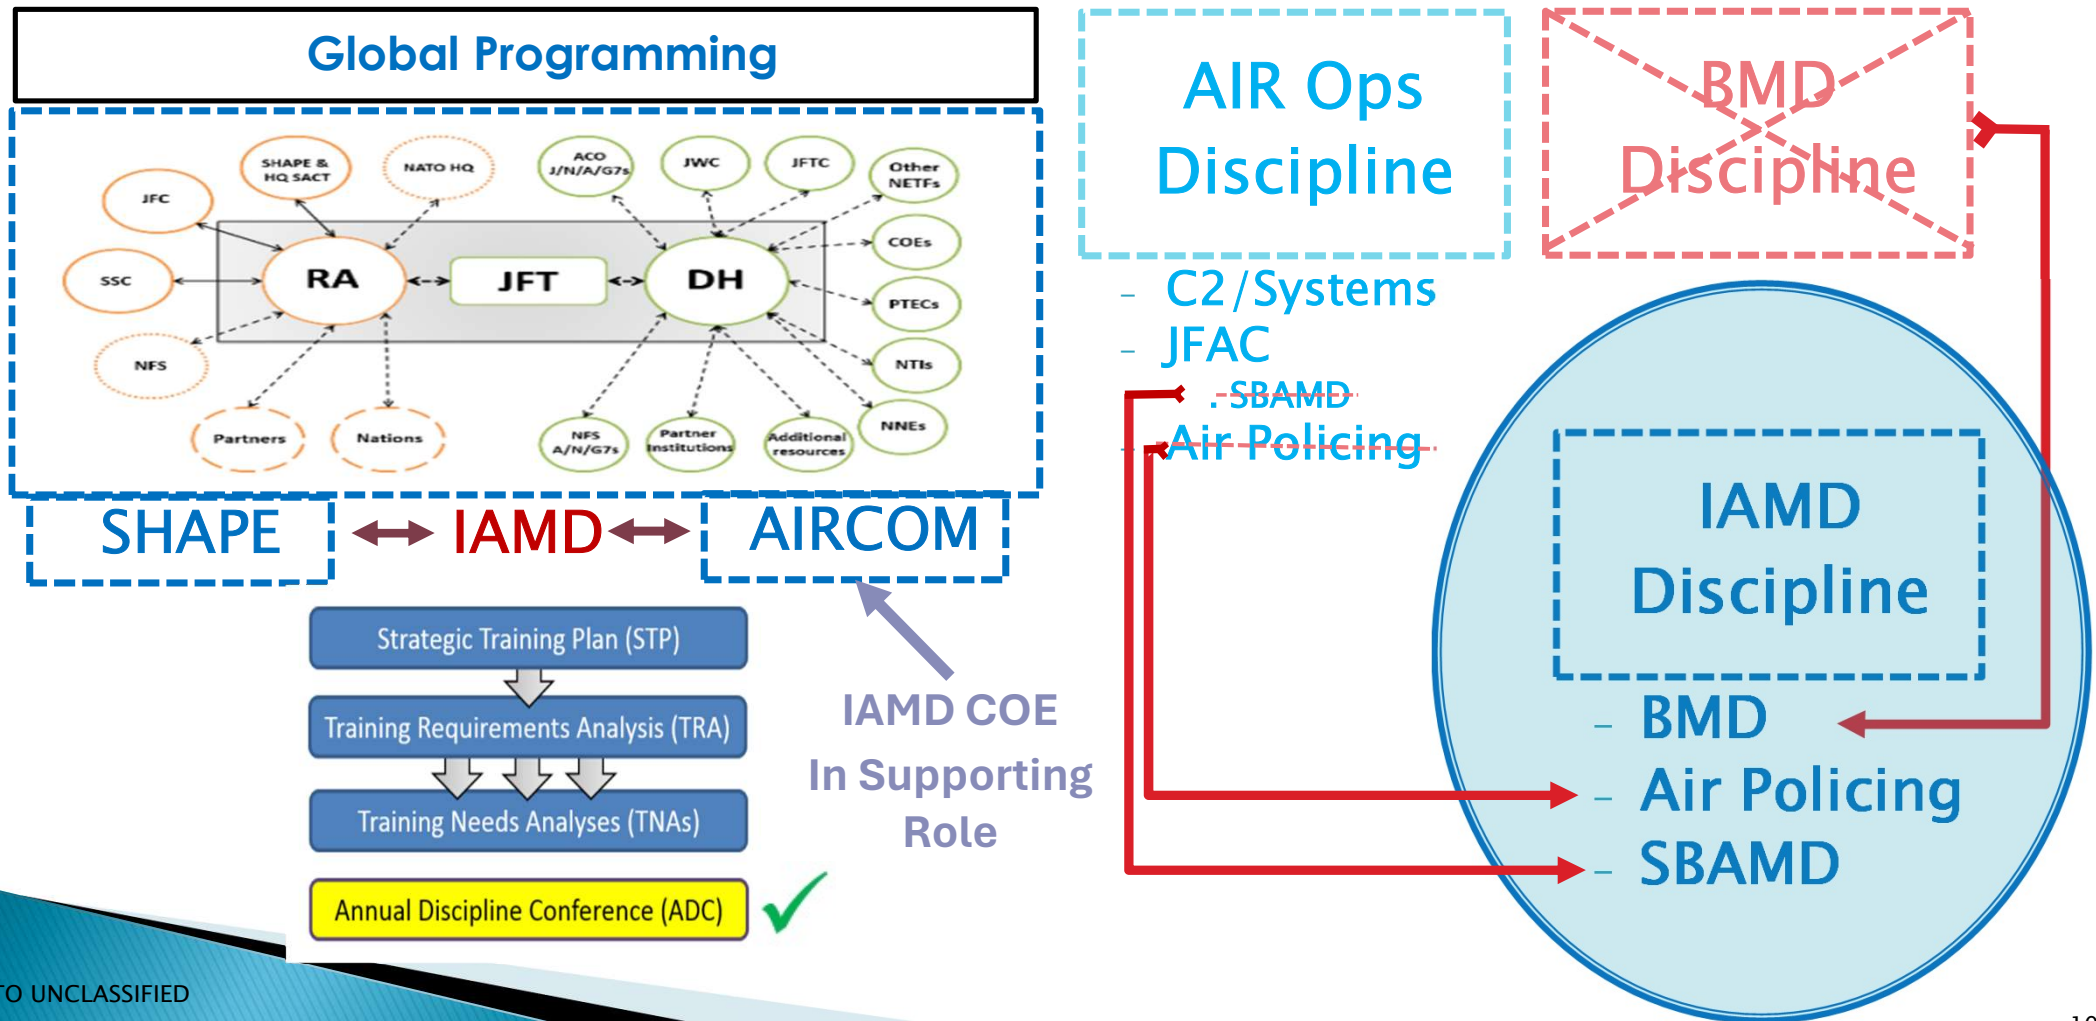 Global Programming
SHAPE &
HQ SACT
NATO HQ
JFC
SSC
NFS
Partners
Nations
RA
JFT
DH
ACO
J/N/A/G7s
JWC
JFTC
Other
NETFs
COEs
PTECs
NTIs
NNEs
NFS
A/N/G7s
Partner
Institutions
Additional
resources
SHAPE
IAMD
AIRCOM
Strategic Training Plan (STP)
Training Requirements Analysis (TRA)
Training Needs Analyses (TNAs)
Annual Discipline Conference (ADC)
IAMD COE
In Supporting
Role
AIR Ops
Discipline
– C2/Systems
– JFAC
. SBAMD
– Air Policing
BMD
Discipline
IAMD
Discipline
– BMD
– Air Policing
– SBAMD
TO UNCLASSIFIED